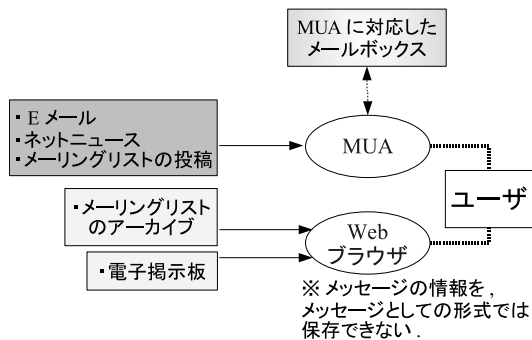 MUAに対応した
メールボックス
・Eメール
・ネットニュース
・メーリングリストの投稿
MUA
ユーザ
・メーリングリスト
のアーカイブ
Web
ブラウザ
・電子掲示板
※ メッセージの情報を,
メッセージとしての形式では
保存できない.